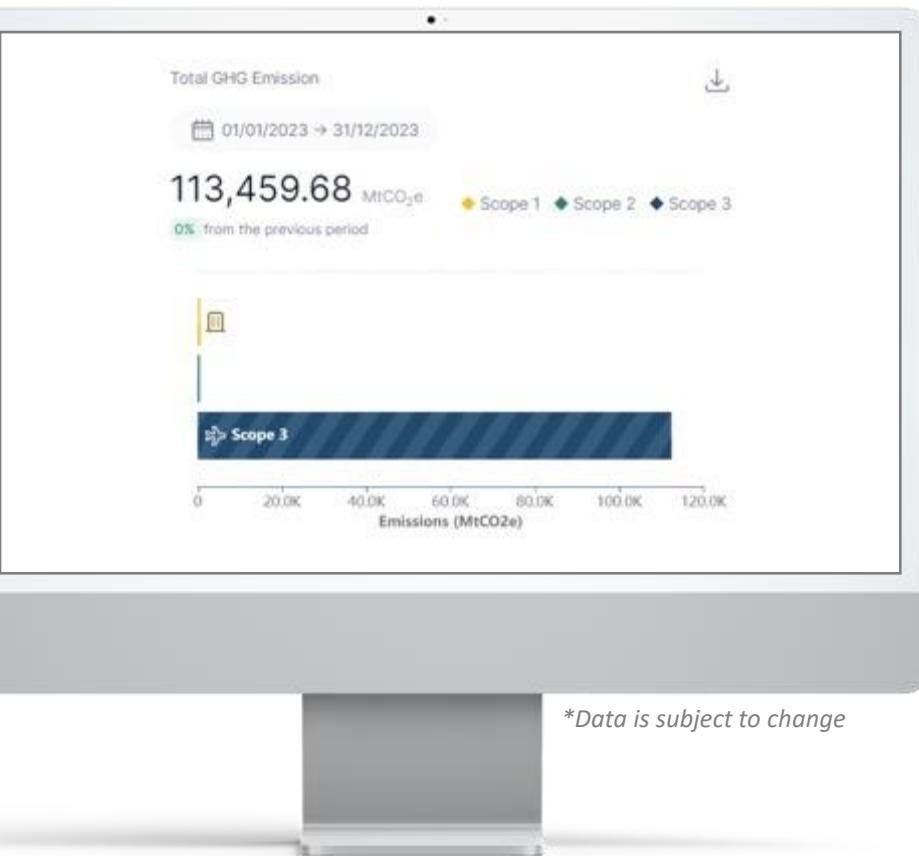 Total GHG Emission
01/01/2023 → 31/12/2023
113,459.68 MtCO₂e
Scope 1 Scope 2 Scope 3
0% from the previous period
Scope 3
0 20.0K 40.0K 60.0K 80.0K 100.0K 120.0K
Emissions (MtCO2e)
*Data is subject to change